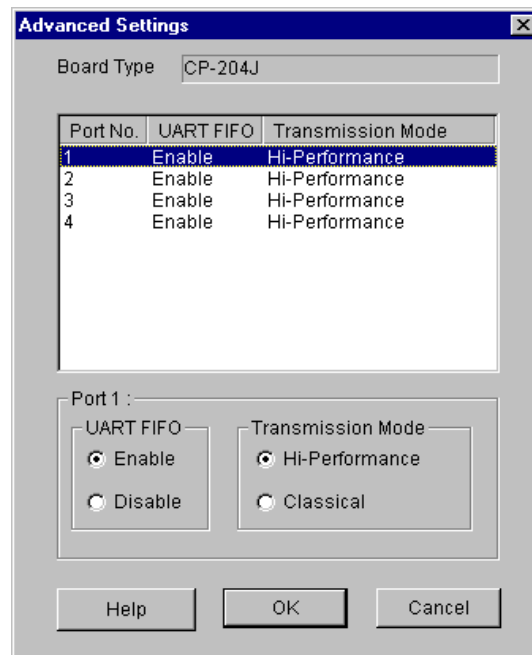 Advanced Settings
Board Type CP-204J
Port No. UART FIFO Transmission Mode
1 Enable Hi-Performance
2 Enable Hi-Performance
3 Enable Hi-Performance
4 Enable Hi-Performance
Port 1 :
UART FIFO Transmission Mode
Enable Hi-Performance
Disable Classical
Help OK Cancel